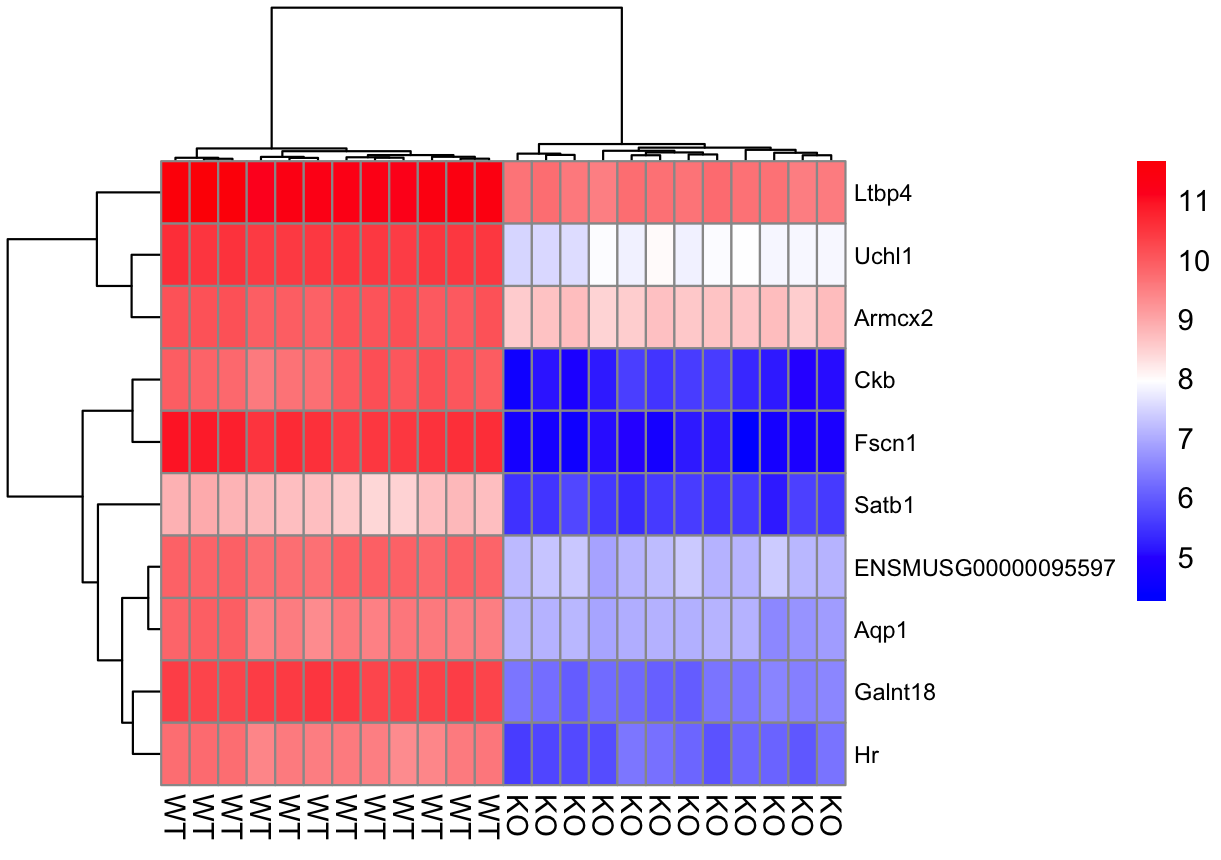 Ltbp4
Uchl1
Armcx2
Ckb
Fscn1
Satb1
ENSMUSG00000095597
Aqp1
Galnt18
Hr
11
10
9
8
7
6
5
WT WT WT WT WT WT WT WT WT WT WT WT KO KO KO KO KO KO KO KO KO KO KO KO